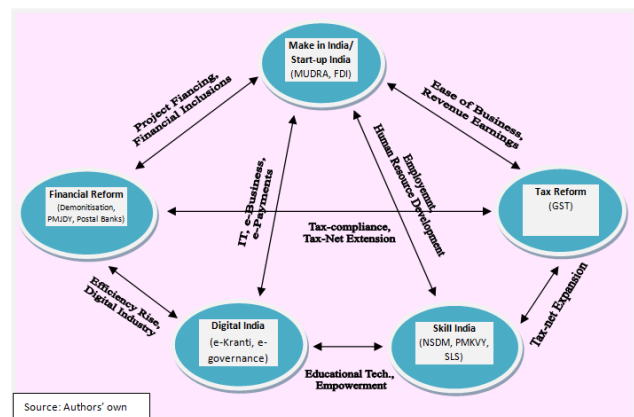 Make in India/
Start-up India
(MUDRA, FDI)
Project Fiancing,
Financial Inclusions
Ease of Business,
Revenue Earnings
IT, e-Business,
e-Payments
Employemnt,
Human Resource Development
Financial Reform
(Demonitisation,
PMJDY, Postal Banks)
Tax Reform
(GST)
Tax-compliance,
Tax-Net Extension
Efficiency Rise,
Digital Industry
Tax-net Expansion
Digital India
(e-Kranti, e-
governance)
Skill India
(NSDM, PMKVY,
SLS)
Educational Tech.,
Empowerment
Source: Authors' own